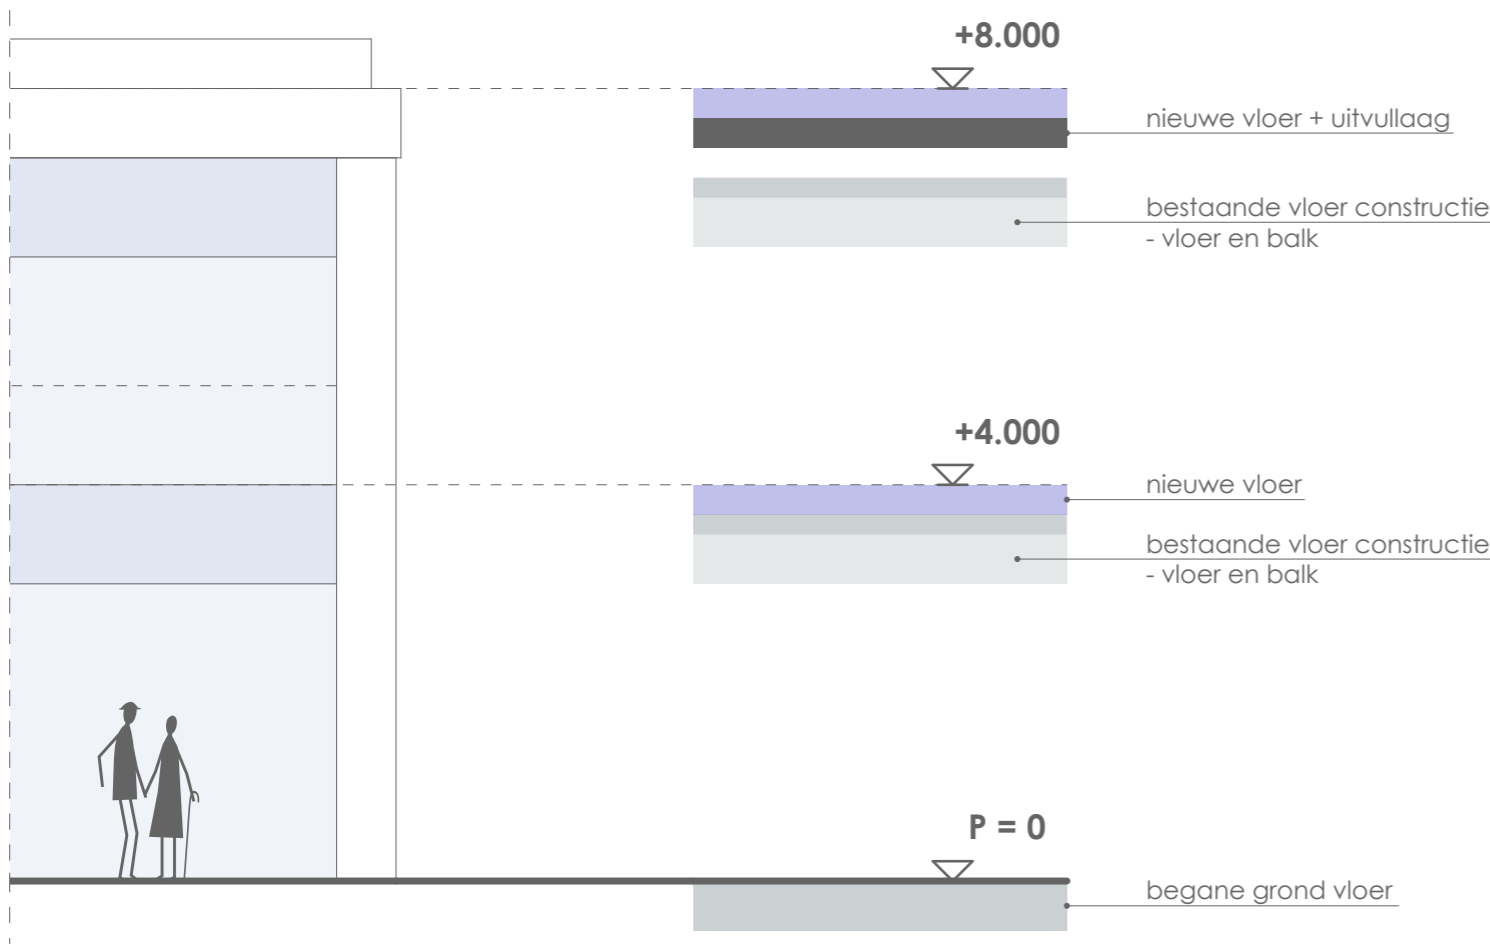 +8.000
nieuwe vloer + uitvullaag
bestaande vloer constructie
- vloer en balk
+4.000
nieuwe vloer
bestaande vloer constructie
- vloer en balk
P = 0
begane grond vloer